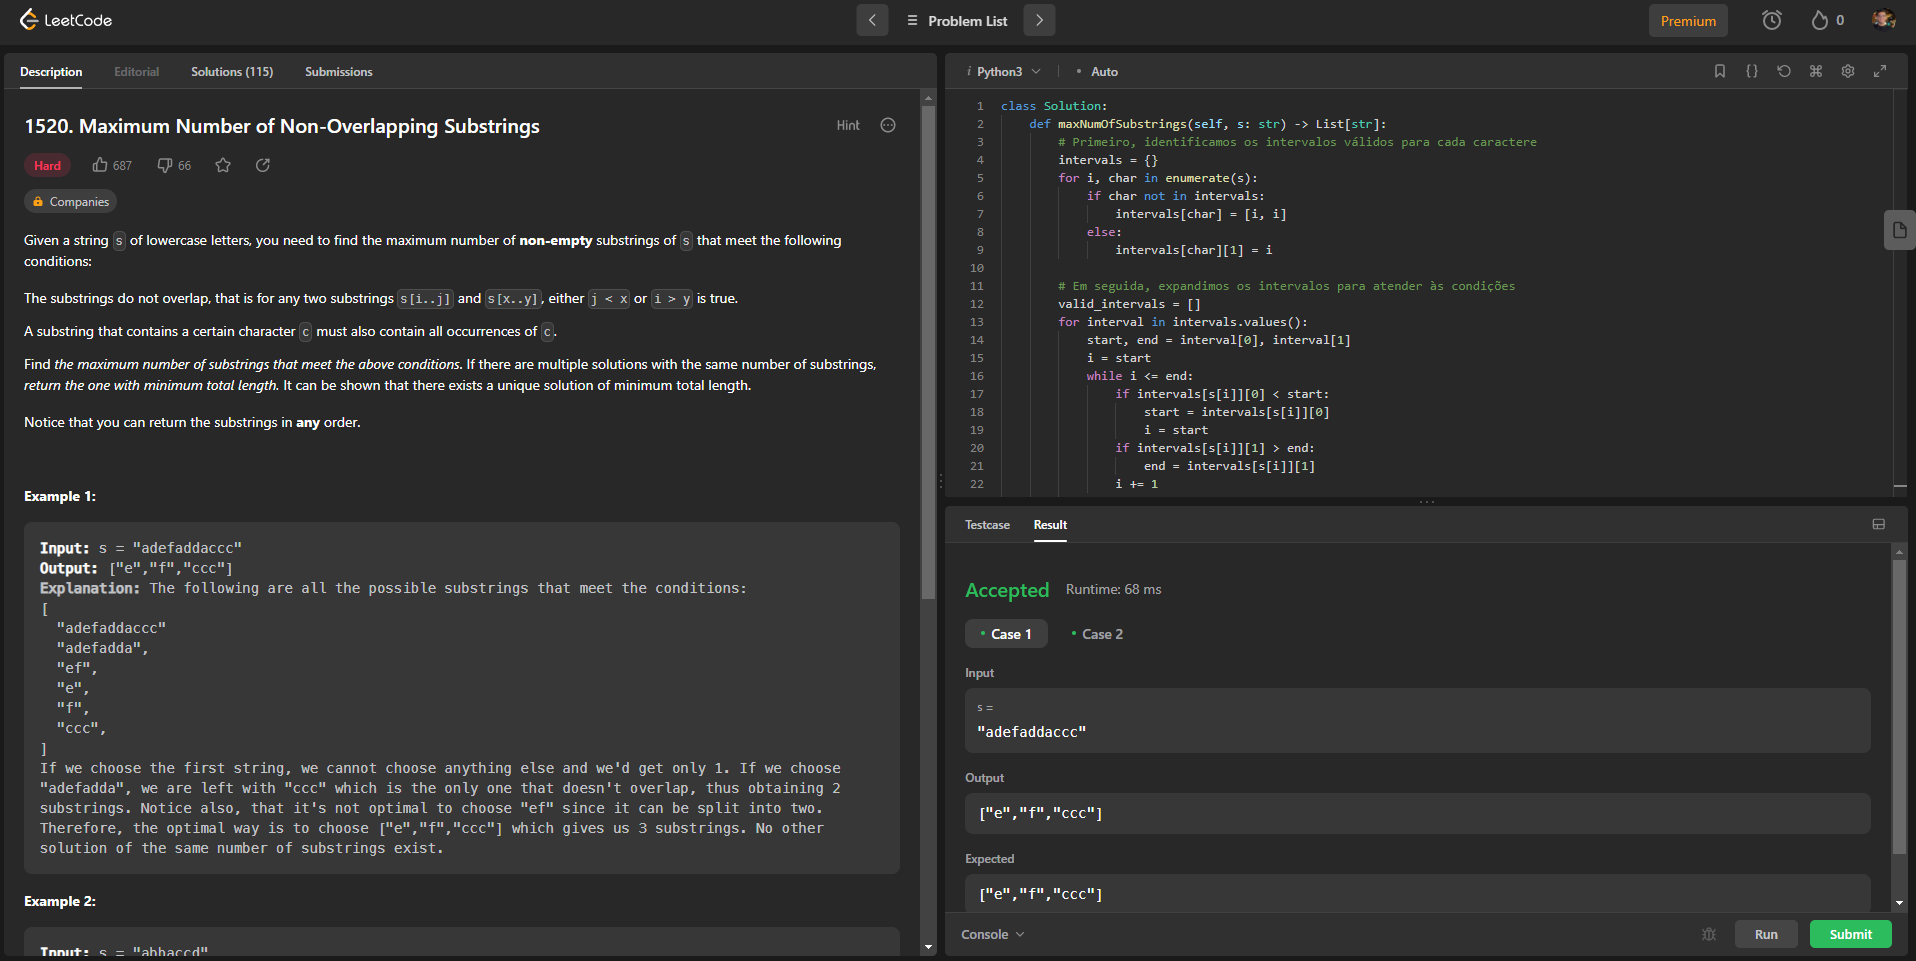 LeetCode
Problem List
Premium
0
Description
Editorial
Solutions (115)
Submissions
1520. Maximum Number of Non-Overlapping Substrings
Hint
Hard
687
66
Companies
Given a string s of lowercase letters, you need to find the maximum number of non-empty substrings of s that meet the following
conditions:
The substrings do not overlap, that is for any two substrings s[i..j] and s[x..y], either j < x or i > y is true.
A substring that contains a certain character c must also contain all occurrences of c.
Find the maximum number of substrings that meet the above conditions. If there are multiple solutions with the same number of substrings,
return the one with minimum total length. It can be shown that there exists a unique solution of minimum total length.
Notice that you can return the substrings in any order.
Example 1:
Input: s = "adefaddaccc"
Output: ["e","f","ccc"]
Explanation: The following are all the possible substrings that meet the conditions:
[
  "adefaddaccc"
  "adefadda",
  "ef",
  "e",
  "f",
  "ccc",
]
If we choose the first string, we cannot choose anything else and we'd get only 1. If we choose
"adefadda", we are left with "ccc" which is the only one that doesn't overlap, thus obtaining 2
substrings. Notice also, that it's not optimal to choose "ef" since it can be split into two.
Therefore, the optimal way is to choose ["e","f","ccc"] which gives us 3 substrings. No other
solution of the same number of substrings exist.
Example 2:
Input: s = "abbaccd"
i Python3
• Auto
1 class Solution:
2     def maxNumOfSubstrings(self, s: str) -> List[str]:
3         # Primeiro, identificamos os intervalos válidos para cada caractere
4         intervals = {}
5         for i, char in enumerate(s):
6             if char not in intervals:
7                 intervals[char] = [i, i]
8             else:
9                 intervals[char][1] = i
10
11         # Em seguida, expandimos os intervalos para atender às condições
12         valid_intervals = []
13         for interval in intervals.values():
14             start, end = interval[0], interval[1]
15             i = start
16             while i <= end:
17                 if intervals[s[i]][0] < start:
18                     start = intervals[s[i]][0]
19                     i = start
20                 if intervals[s[i]][1] > end:
21                     end = intervals[s[i]][1]
22                 i += 1
Testcase
Result
Accepted
Runtime: 68 ms
• Case 1
• Case 2
Input
s =
"adefaddaccc"
Output
["e","f","ccc"]
Expected
["e","f","ccc"]
Console
Run
Submit